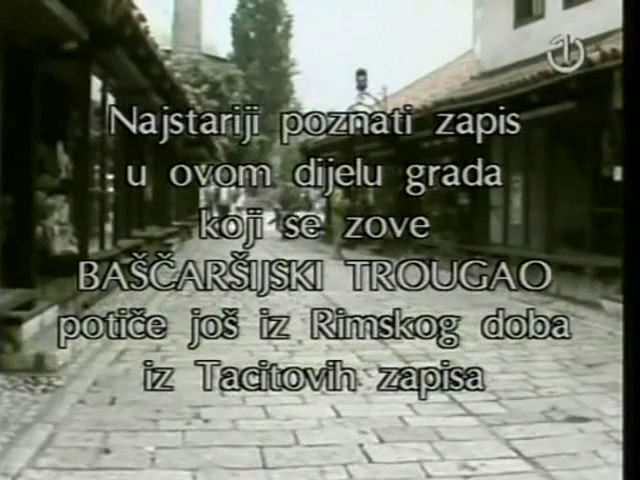 Najstariji poznati zapis
u ovom dijelu grada
koji se zove
BAŠČARŠIJSKI TROUGAO
potiče još iz Rimskog doba
iz Tacitovih zapisa